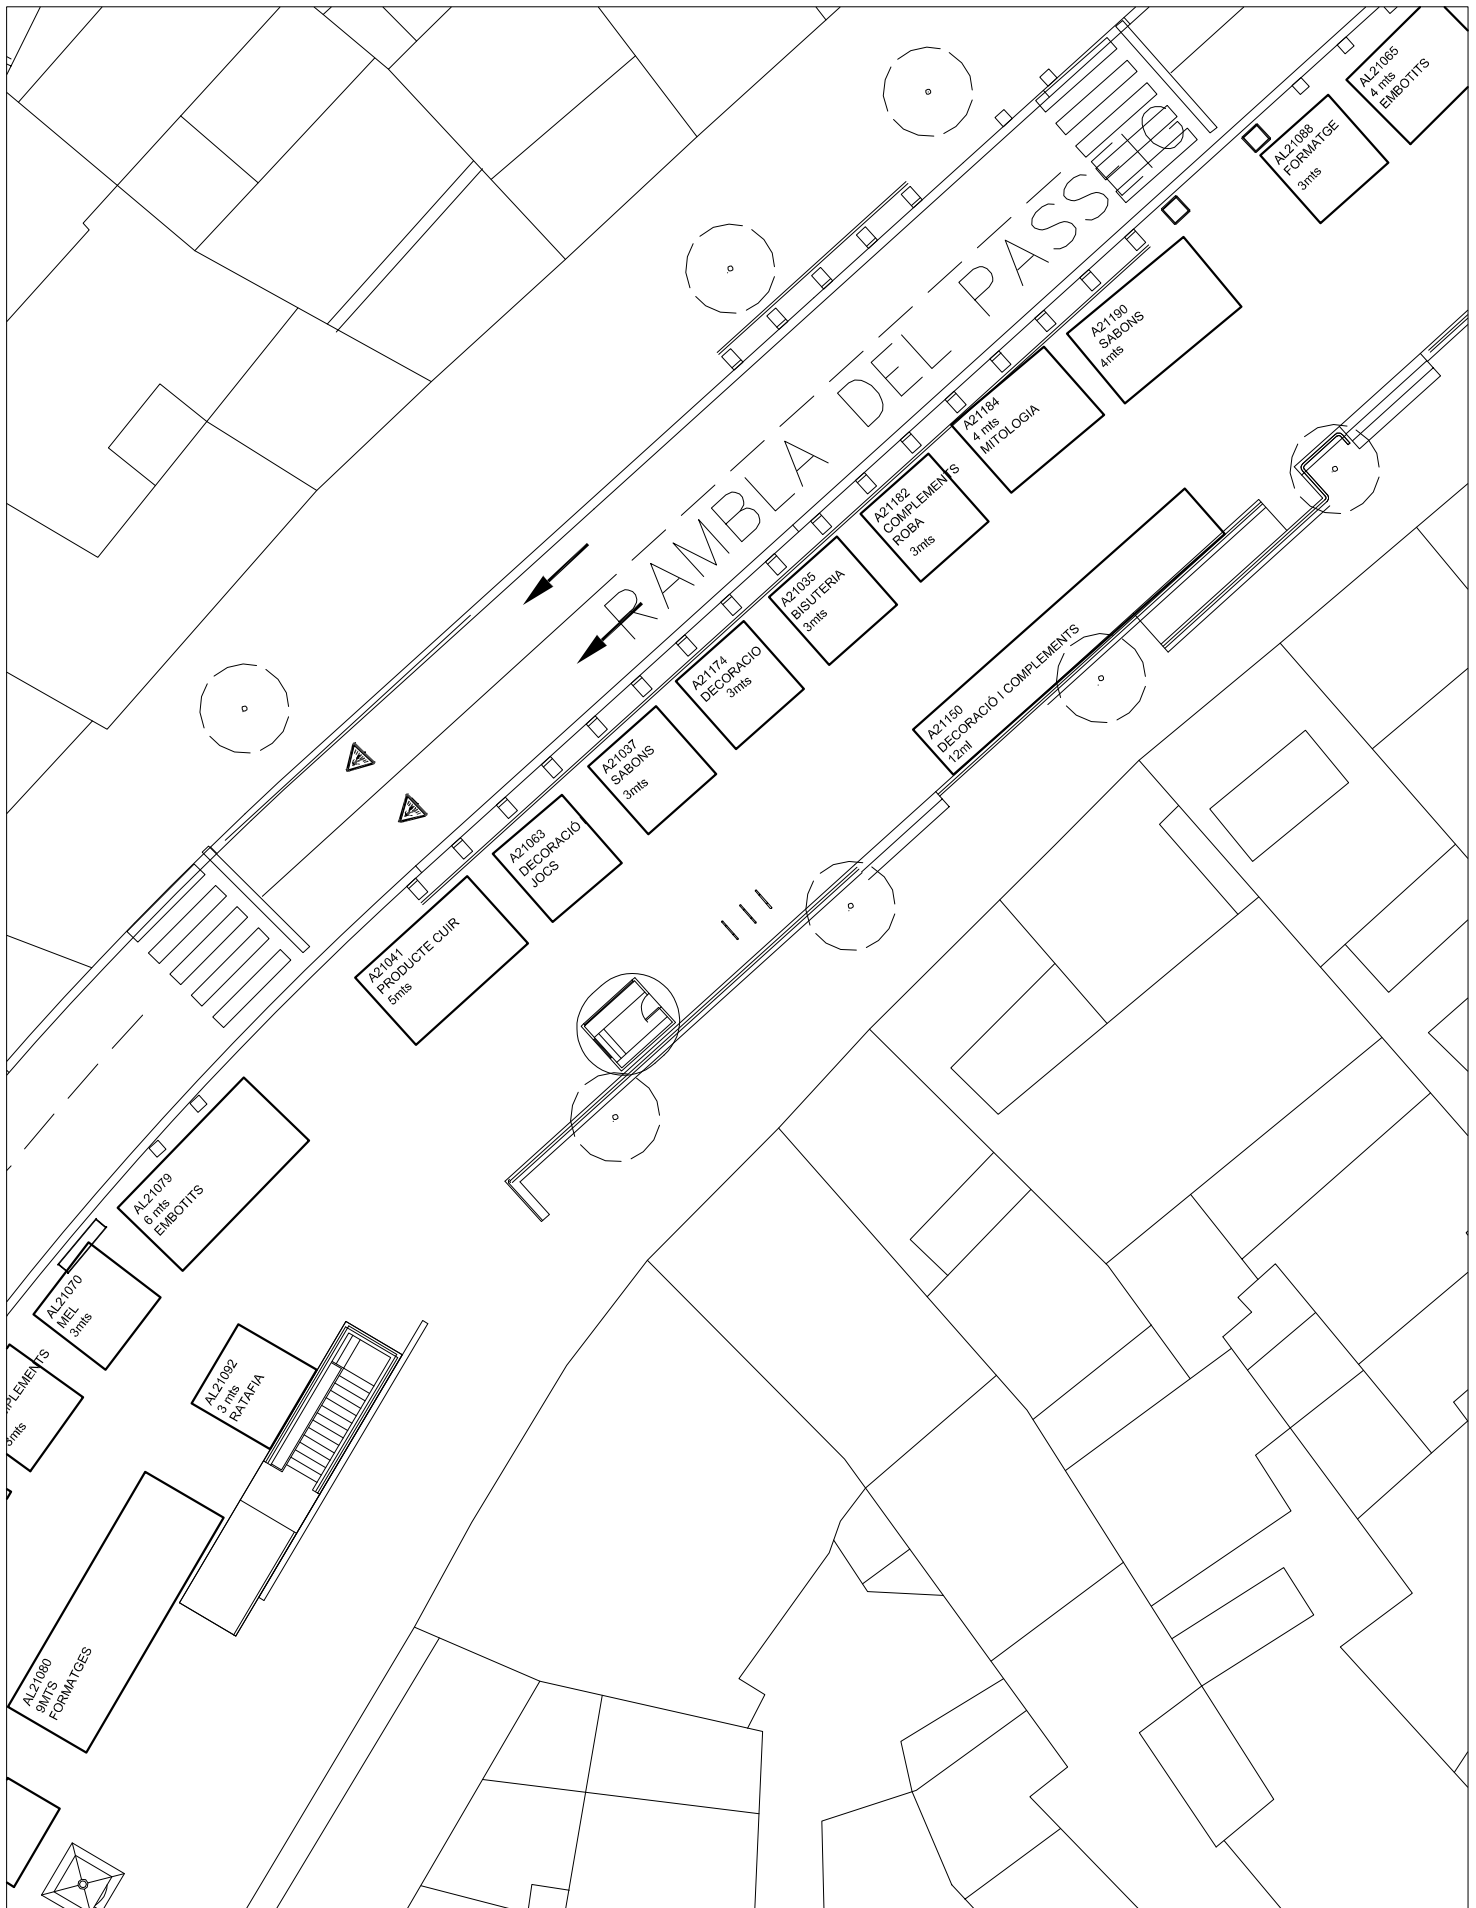 AL21065
4 mts
EMBOTITS
AL21088
FORMATGE
3mts
RAMBLA DEL PASSEIG
A21190
SABONS
4mts
A21184
4 mts
MITOLOGIA
A21182
COMPLEMENTS
ROBA
3mts
A21035
BISUTERIA
3mts
A21174
DECORACIO
3mts
A21150
DECORACIÓ I COMPLEMENTS
12ml
A21037
SABONS
3mts
A21063
DECORACIÓ
JOCS
A21041
PRODUCTE CUIR
5mts
AL21079
6 mts
EMBOTITS
AL21070
MEL
3mts
AL21092
3 mts
RATAFIA
PLEMENTS
3mts
AL21080
9MTS
FORMATGES